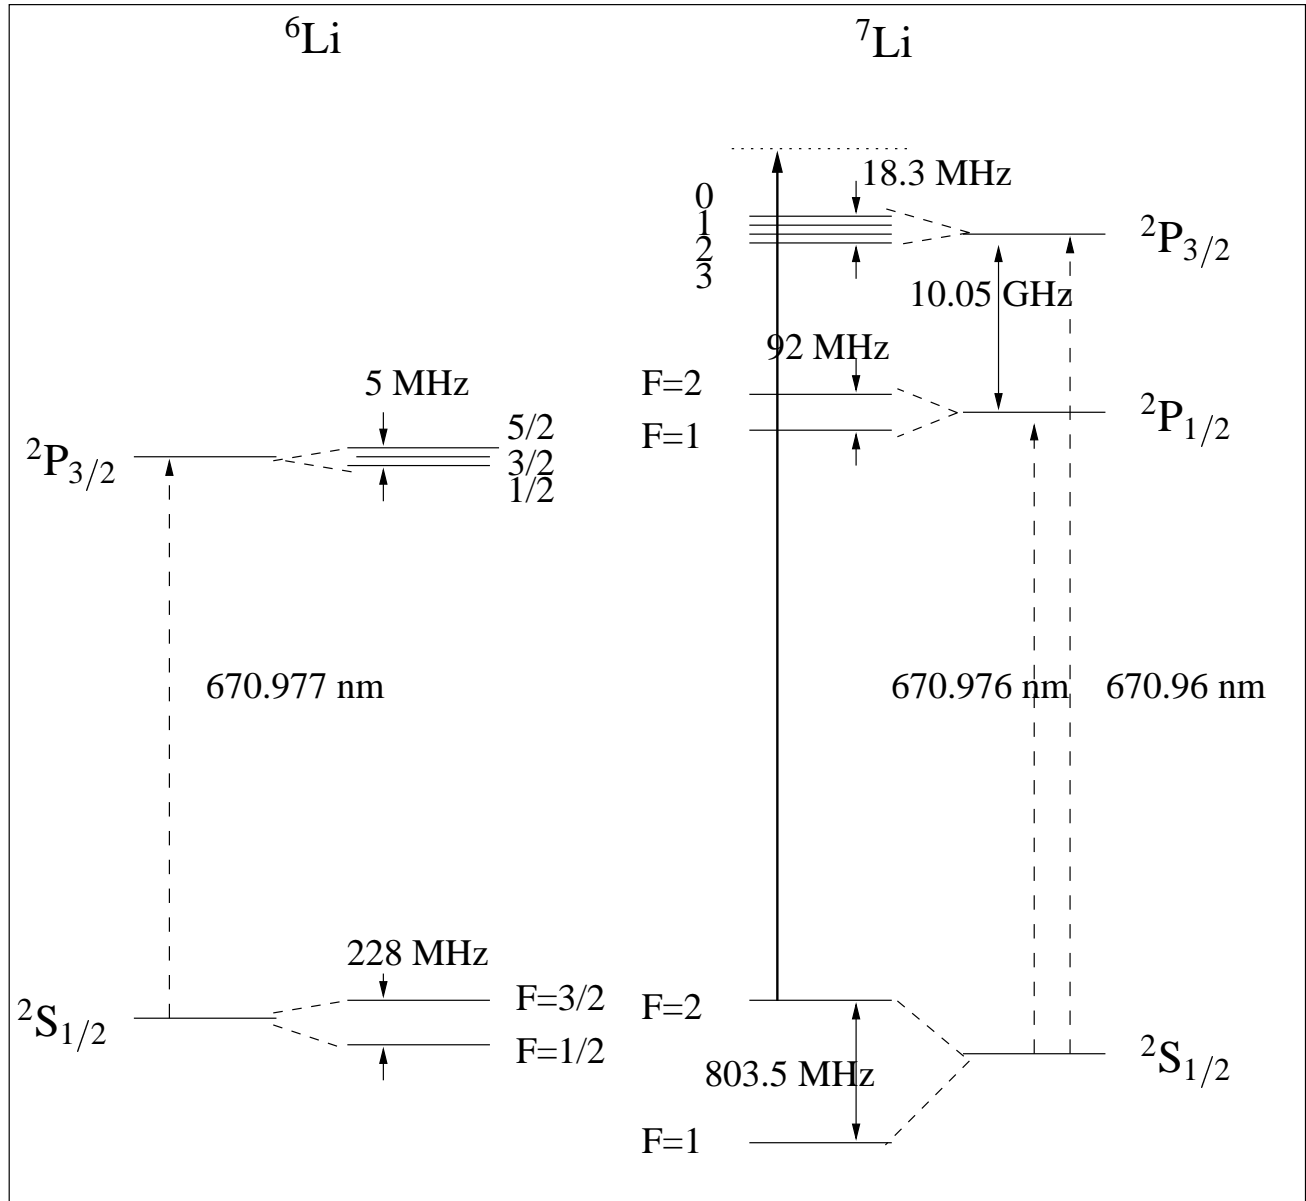 ⁶Li
⁷Li
18.3 MHz
0
1
2
3
²P₃/₂
10.05 GHz
92 MHz
F=2
F=1
²P₁/₂
5 MHz
5/2
3/2
1/2
²P₃/₂
670.977 nm
670.976 nm
670.96 nm
228 MHz
F=3/2
F=1/2
²S₁/₂
F=2
803.5 MHz
F=1
²S₁/₂